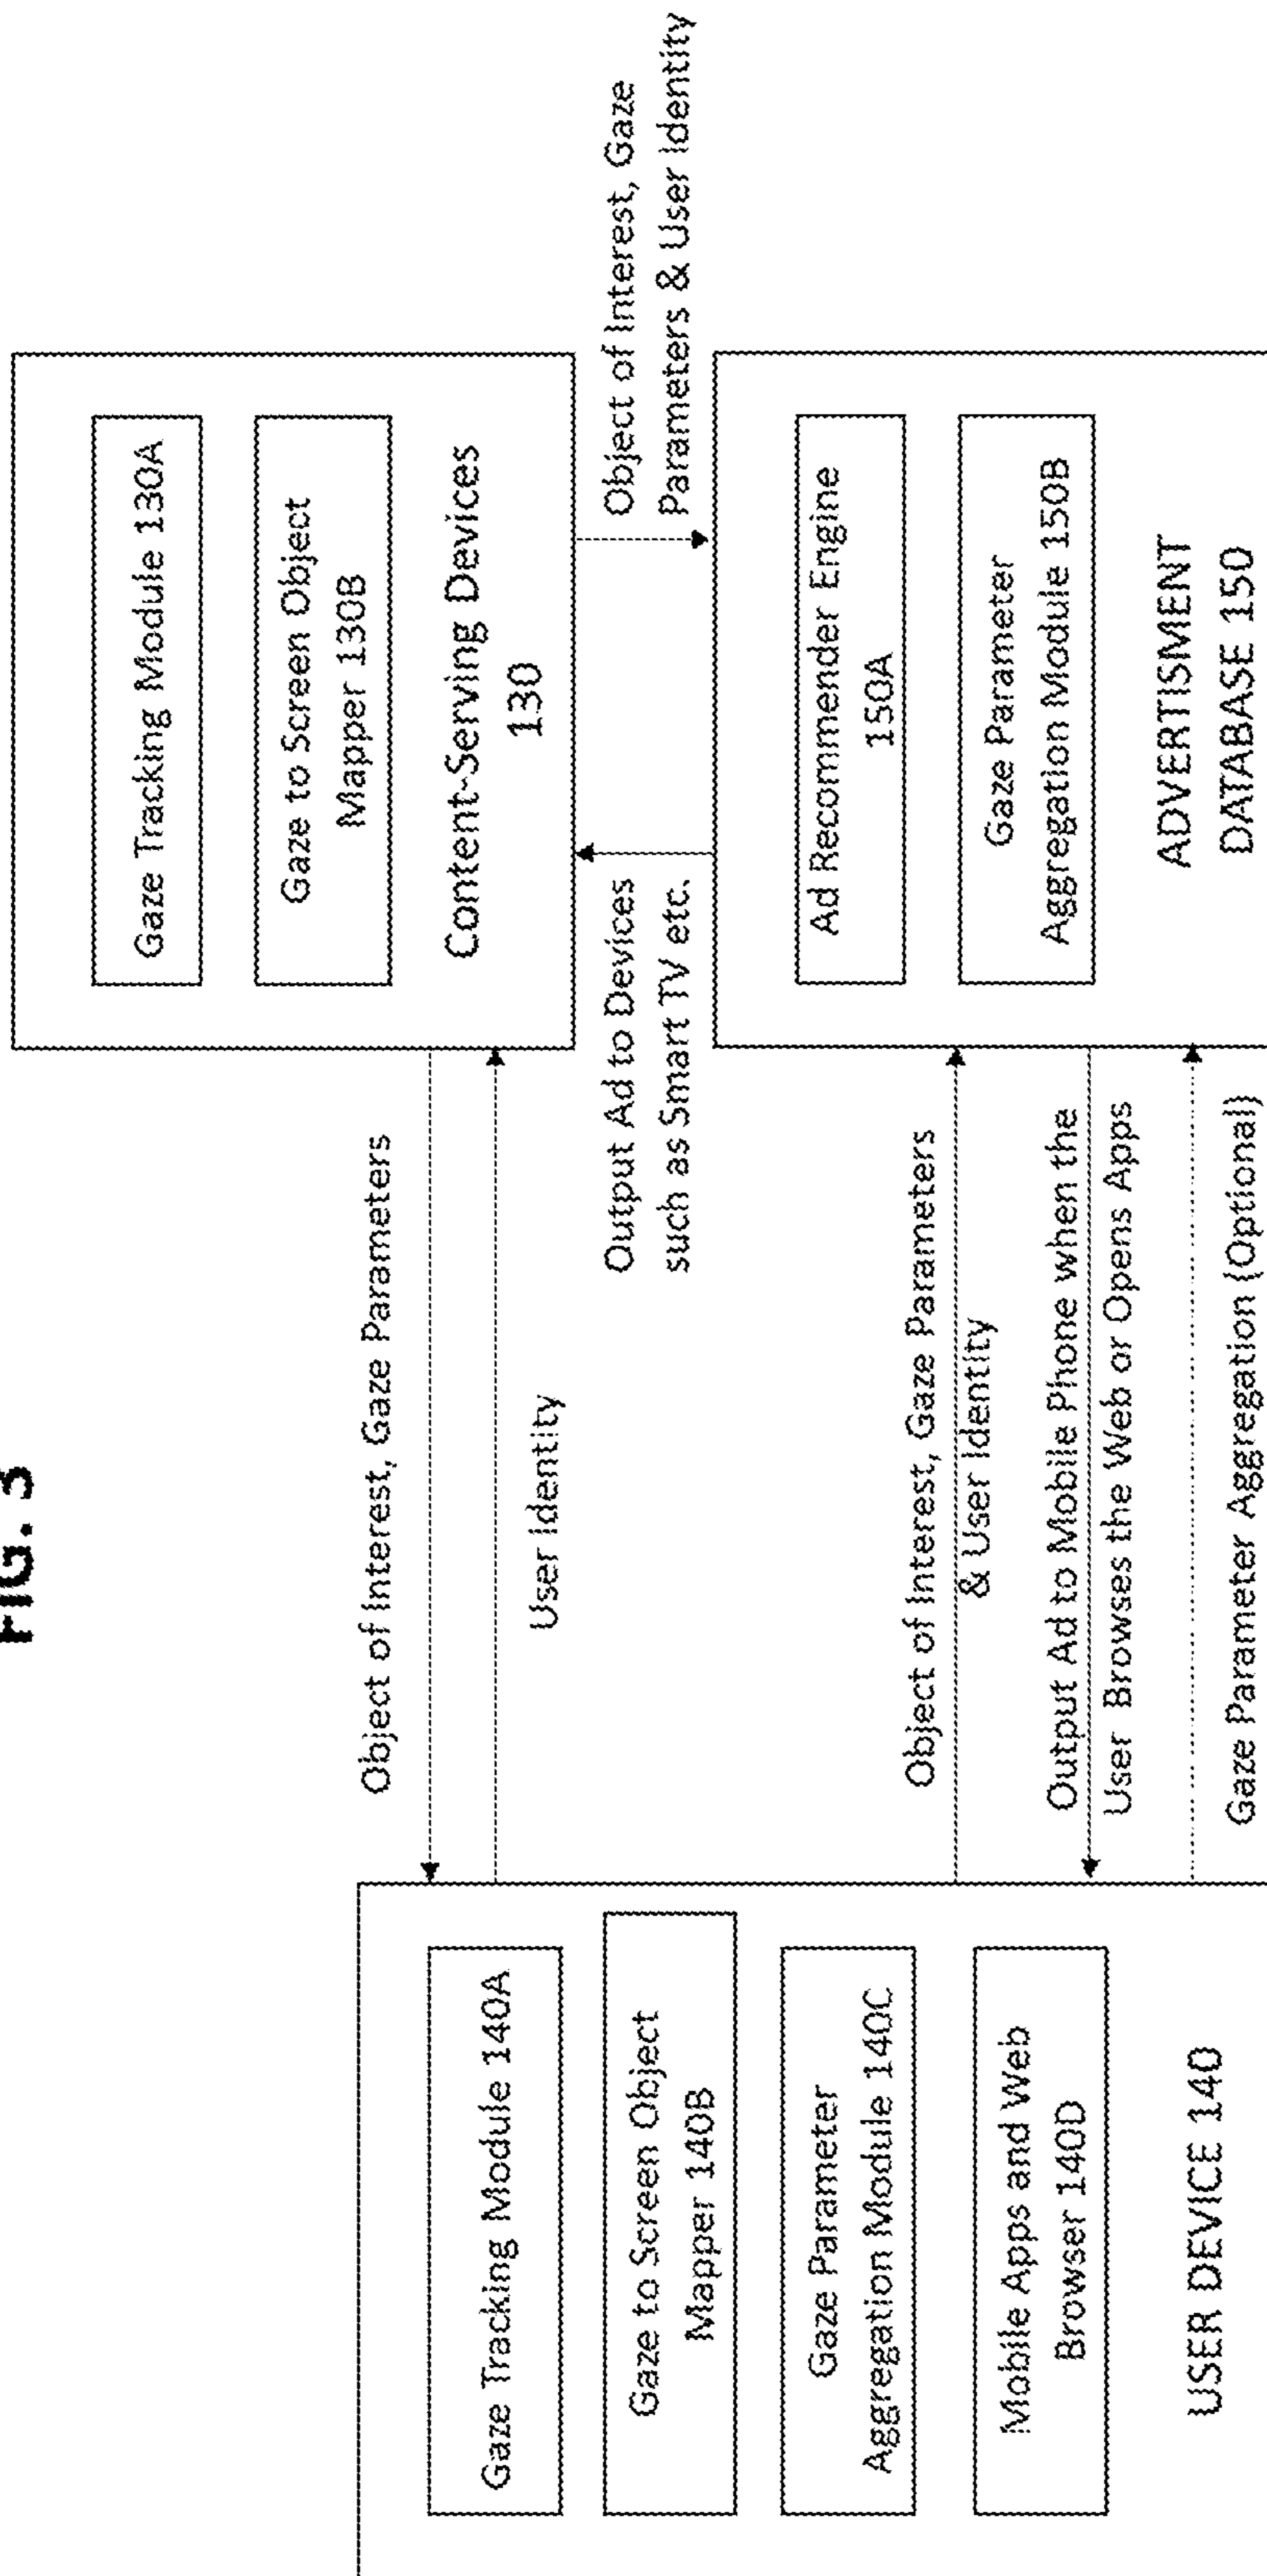 FIG. 3
Gaze Tracking Module 140A
Gaze to Screen Object
Mapper 140B
Gaze Parameter
Aggregation Module 140C
Mobile Apps and Web
Browser 140D
USER DEVICE 140
Object of Interest, Gaze Parameters
User Identity
Object of Interest, Gaze Parameters
& User Identity
Output Ad to Mobile Phone when the
User Browses the Web or Opens Apps
Gaze Parameter Aggregation (Optional)
Gaze Tracking Module 130A
Gaze to Screen Object
Mapper 130B
Content-Serving Devices
130
Output Ad to Devices
such as Smart TV etc.
Object of Interest, Gaze
Parameters & User Identity
Ad Recommender Engine
150A
Gaze Parameter
Aggregation Module 150B
ADVERTISMENT
DATABASE 150